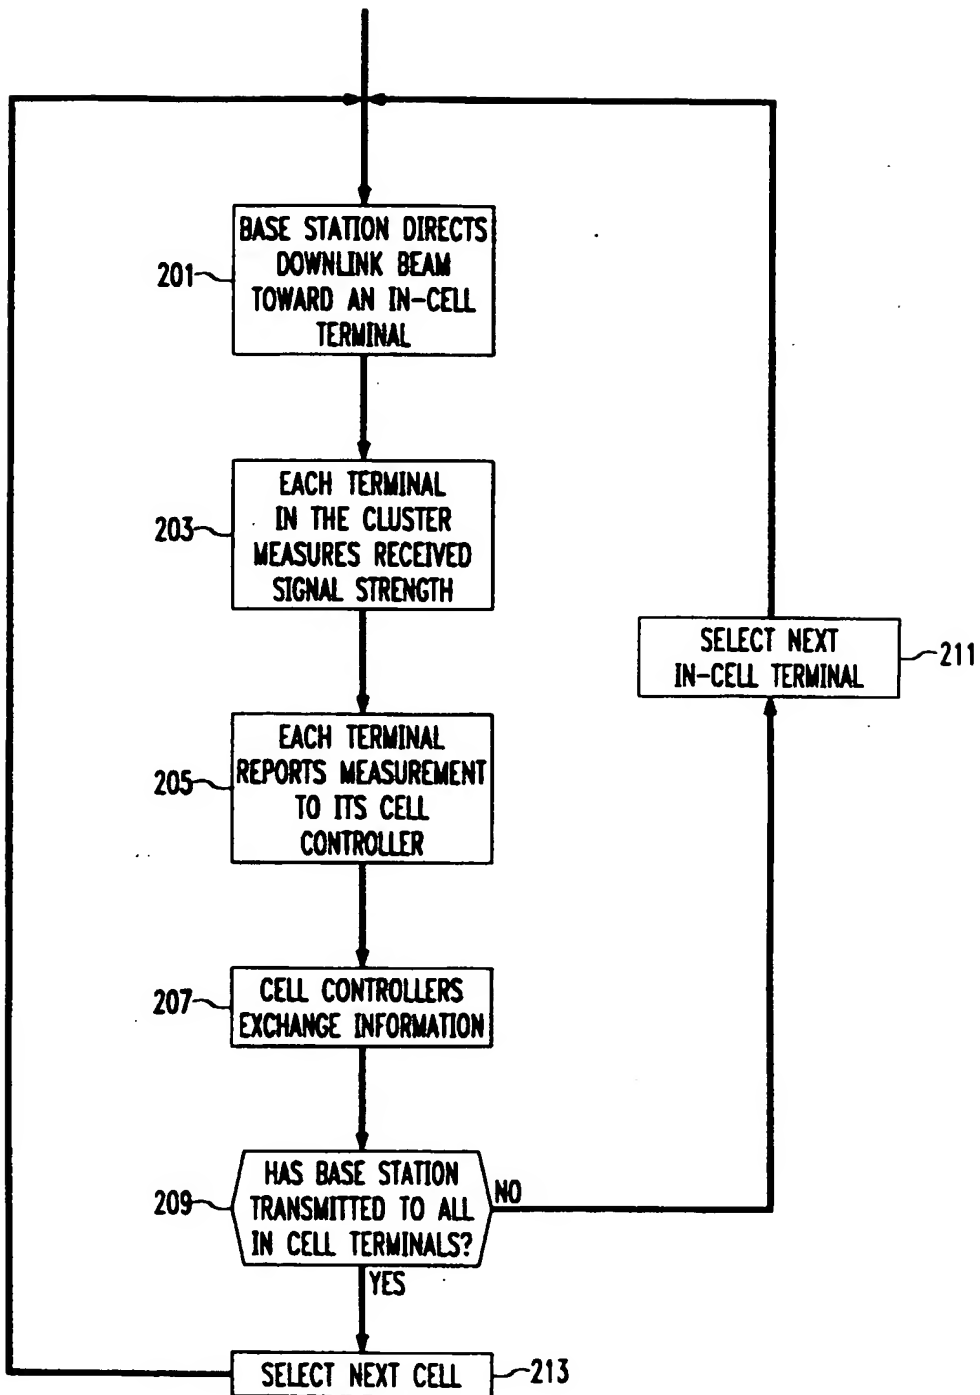 BASE STATION DIRECTS
DOWNLINK BEAM
TOWARD AN IN-CELL
TERMINAL
201
EACH TERMINAL
IN THE CLUSTER
MEASURES RECEIVED
SIGNAL STRENGTH
203
SELECT NEXT
IN-CELL TERMINAL
211
EACH TERMINAL
REPORTS MEASUREMENT
TO ITS CELL
CONTROLLER
205
CELL CONTROLLERS
EXCHANGE INFORMATION
207
HAS BASE STATION
TRANSMITTED TO ALL
IN CELL TERMINALS?
209
NO
YES
SELECT NEXT CELL
213